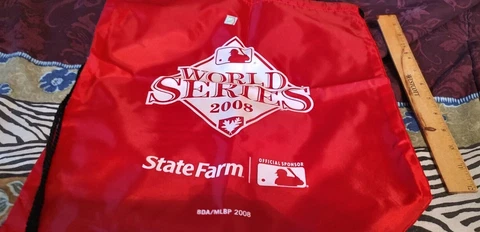 WORLD
SERIES
2008
State Farm
OFFICIAL SPONSOR
BDA/MLBP 2008